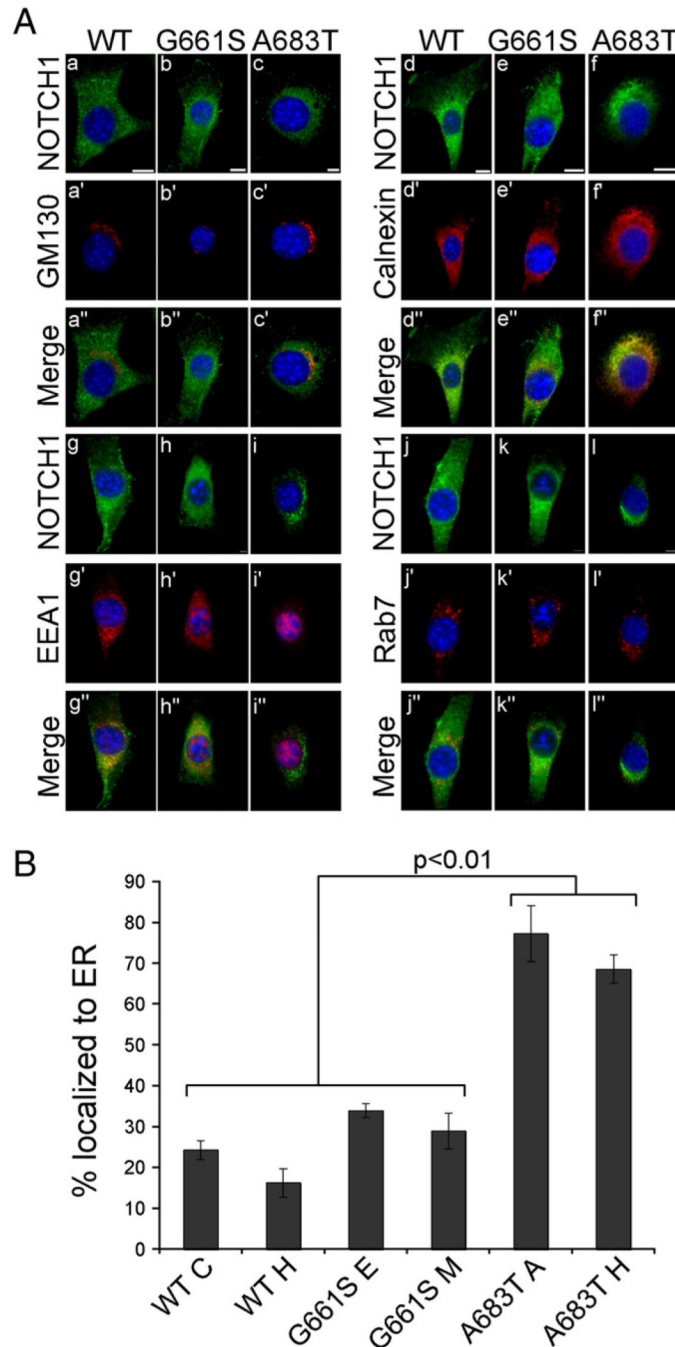 A
WT G661S A683T
WT G661S A683T
NOTCH1
a b c
NOTCH1
d e f
GM130
a' b' c'
Calnexin
d' e' f'
Merge
a'' b'' c''
Merge
d'' e'' f''
NOTCH1
g h i
NOTCH1
j k l
EEA1
g' h' i'
Rab7
j' k' l'
Merge
g'' h'' i''
Merge
j'' k'' l''
B
p<0.01
% localized to ER
90
80
70
60
50
40
30
20
10
0
WT C
WT H
G661S E
G661S M
A683T A
A683T H